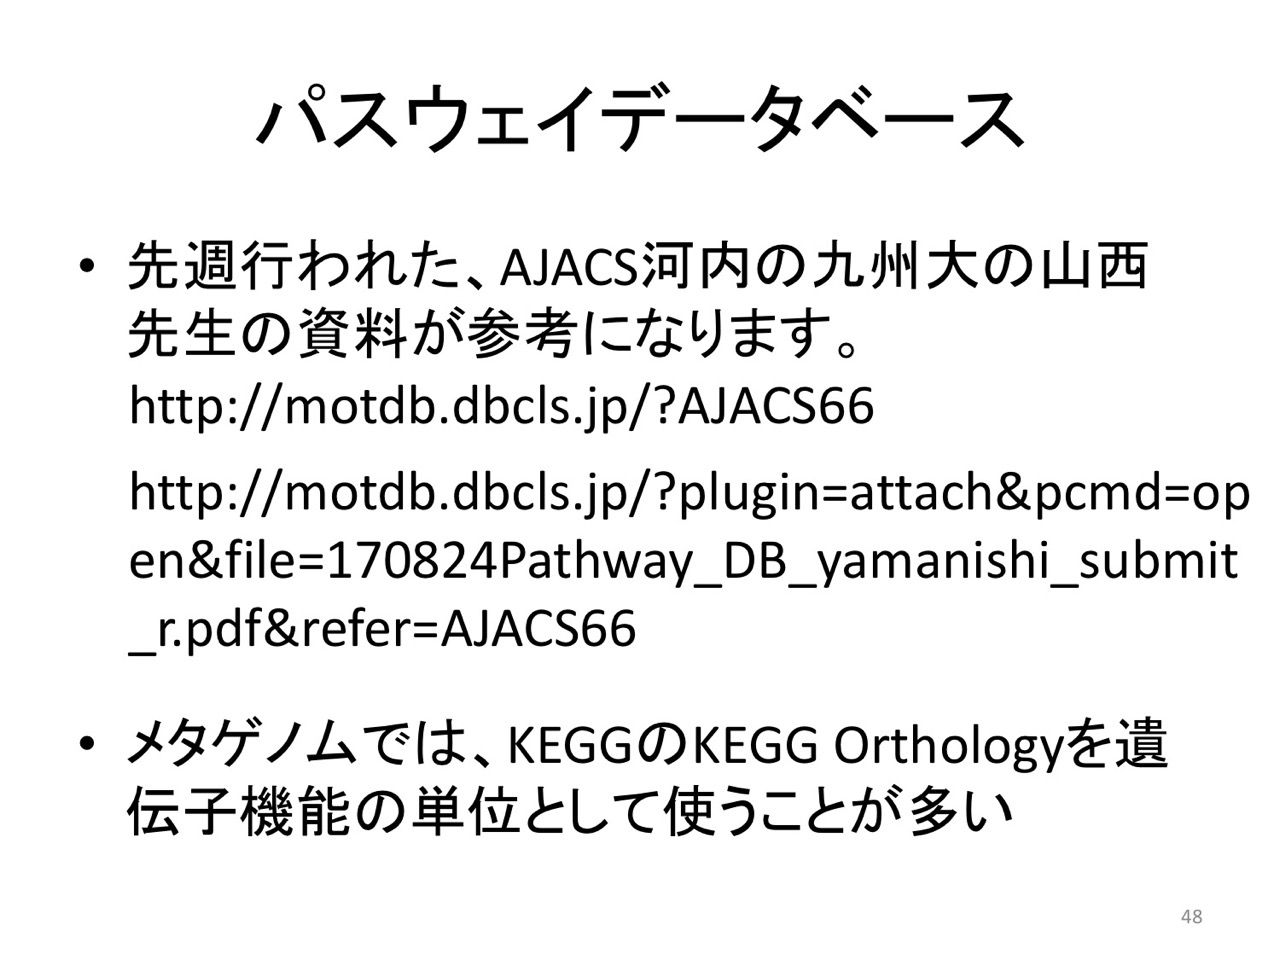 パスウェイデータベース
• 先週行われた、AJACS河内の九州大の山西
先生の資料が参考になります。
http://motdb.dbcls.jp/?AJACS66
http://motdb.dbcls.jp/?plugin=attach&pcmd=op
en&file=170824Pathway_DB_yamanishi_submit
_r.pdf&refer=AJACS66
• メタゲノムでは、KEGGのKEGG Orthologyを遺
伝子機能の単位として使うことが多い
48